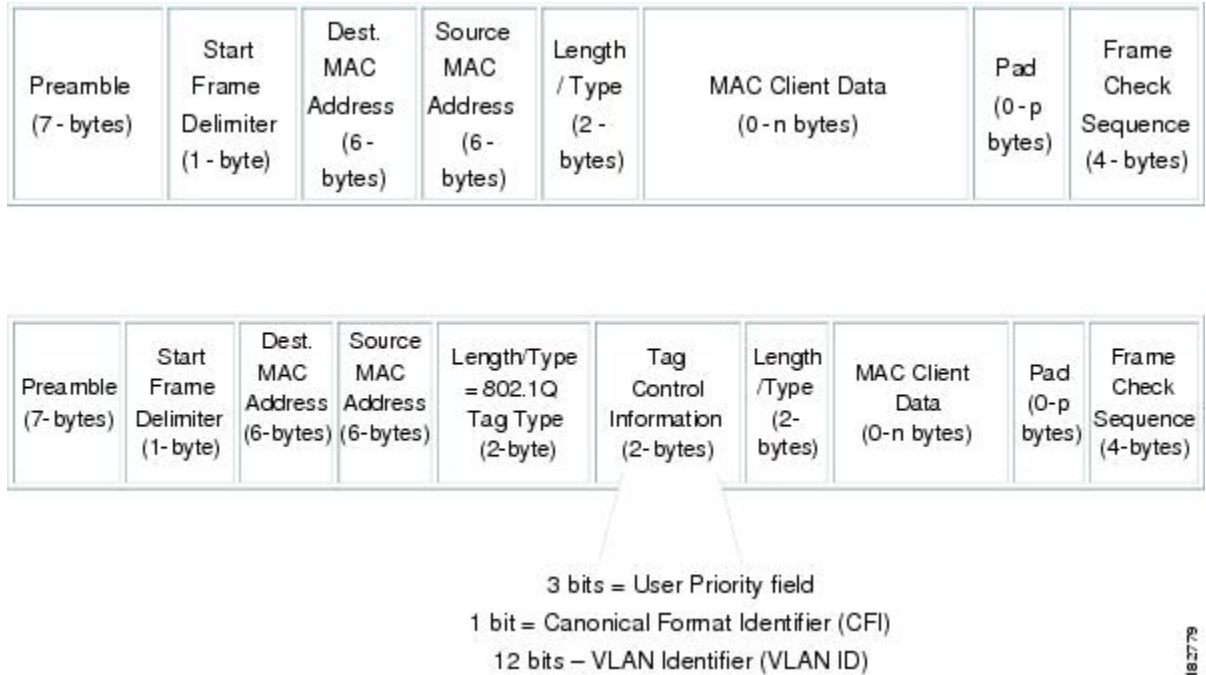 Preamble
(7 - bytes)
Start
Frame
Delimiter
(1 - byte)
Dest.
MAC
Address
(6 -
bytes)
Source
MAC
Address
(6 -
bytes)
Length
/ Type
(2 -
bytes)
MAC Client Data
(0 - n bytes)
Pad
(0 - p
bytes)
Frame
Check
Sequence
(4 - bytes)
Preamble
(7- bytes)
Start
Frame
Delimiter
(1- byte)
Dest.
MAC
Address
(6-bytes)
Source
MAC
Address
(6-bytes)
Length/Type
= 802.1Q
Tag Type
(2-byte)
Tag
Control
Information
(2- bytes)
Length
/Type
(2-
bytes)
MAC Client
Data
(0-n bytes)
Pad
(0-p
bytes)
Frame
Check
Sequence
(4-bytes)
3 bits = User Priority field
1 bit = Canonical Format Identifier (CFI)
12 bits – VLAN Identifier (VLAN ID)
182779